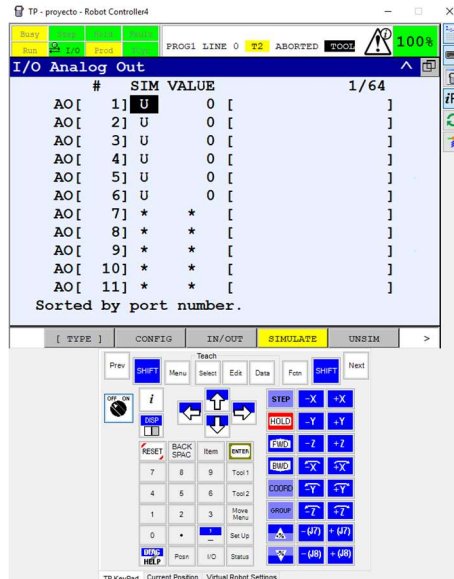 TP - proyecto - Robot Controller4
Busy Step Hold Fault
Run I/O Prod TCyc
PROG1 LINE 0 T2 ABORTED TOOL 100%
I/O Analog Out
# SIM VALUE 1/64
AO[ 1] U 0 [ ]
AO[ 2] U 0 [ ]
AO[ 3] U 0 [ ]
AO[ 4] U 0 [ ]
AO[ 5] U 0 [ ]
AO[ 6] U 0 [ ]
AO[ 7] * * [ ]
AO[ 8] * * [ ]
AO[ 9] * * [ ]
AO[ 10] * * [ ]
AO[ 11] * * [ ]
Sorted by port number.
[ TYPE ] CONFIG IN/OUT SIMULATE UNSIM >
Teach
Prev SHIFT Menu Select Edit Data Fctn SHIFT Next
OFF ON i STEP -X +X
DISP HOLD -Y +Y
RESET BACK SPAC Item ENTER FWD -Z +Z
7 8 9 Tool 1 BWD -X +X
4 5 6 Tool 2 COORD -Y +Y
1 2 3 Move Menu GROUP -Z +Z
0 . - Set Up - (J7) + (J7)
DIAG HELP Posn I/O Status - (J8) + (J8)
TP KeyPad Current Position Virtual Robot Settings